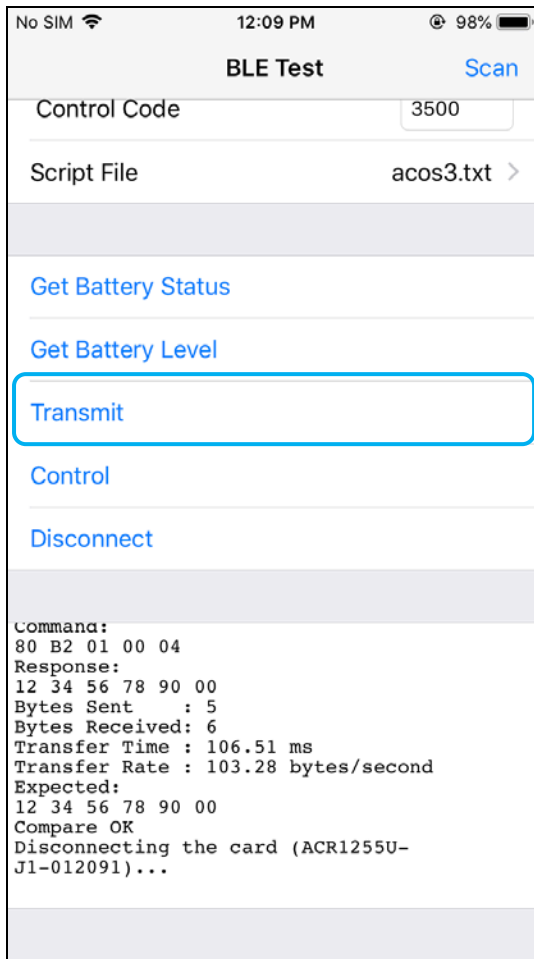 No SIM 12:09 PM 98%
BLE Test Scan
Control Code 3500
Script File acos3.txt
Get Battery Status
Get Battery Level
Transmit
Control
Disconnect
Command:
80 B2 01 00 04
Response:
12 34 56 78 90 00
Bytes Sent    : 5
Bytes Received: 6
Transfer Time : 106.51 ms
Transfer Rate : 103.28 bytes/second
Expected:
12 34 56 78 90 00
Compare OK
Disconnecting the card (ACR1255U-
J1-012091)...